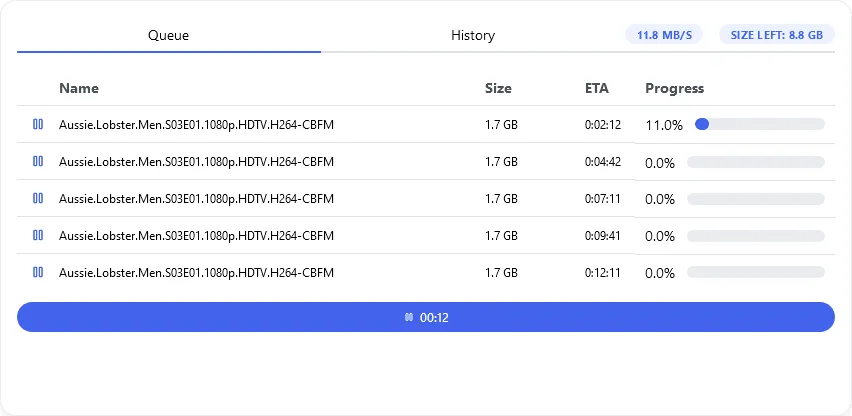 Queue History 11.8 MB/S SIZE LEFT: 8.8 GB
Name Size ETA Progress
Aussie.Lobster.Men.S03E01.1080p.HDTV.H264-CBFM 1.7 GB 0:02:12 11.0%
Aussie.Lobster.Men.S03E01.1080p.HDTV.H264-CBFM 1.7 GB 0:04:42 0.0%
Aussie.Lobster.Men.S03E01.1080p.HDTV.H264-CBFM 1.7 GB 0:07:11 0.0%
Aussie.Lobster.Men.S03E01.1080p.HDTV.H264-CBFM 1.7 GB 0:09:41 0.0%
Aussie.Lobster.Men.S03E01.1080p.HDTV.H264-CBFM 1.7 GB 0:12:11 0.0%
00:12